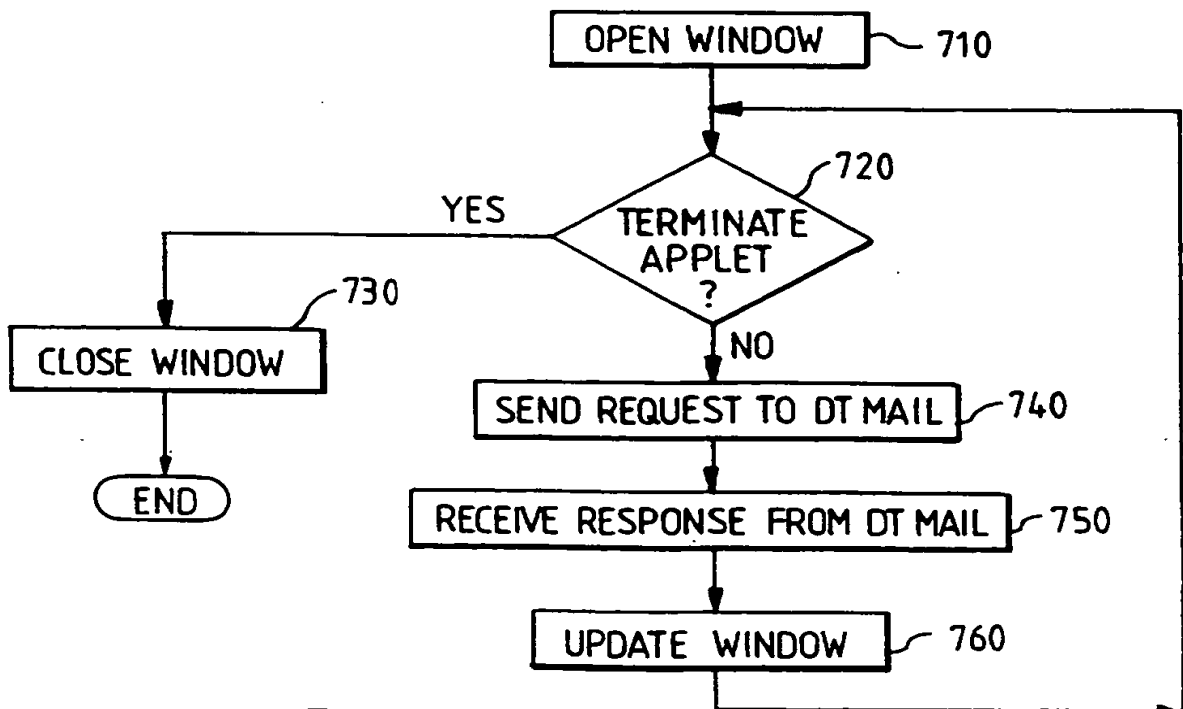 OPEN WINDOW
710
720
TERMINATE
APPLET
?
YES
730
CLOSE WINDOW
NO
SEND REQUEST TO DT MAIL
740
END
RECEIVE RESPONSE FROM DT MAIL
750
UPDATE WINDOW
760